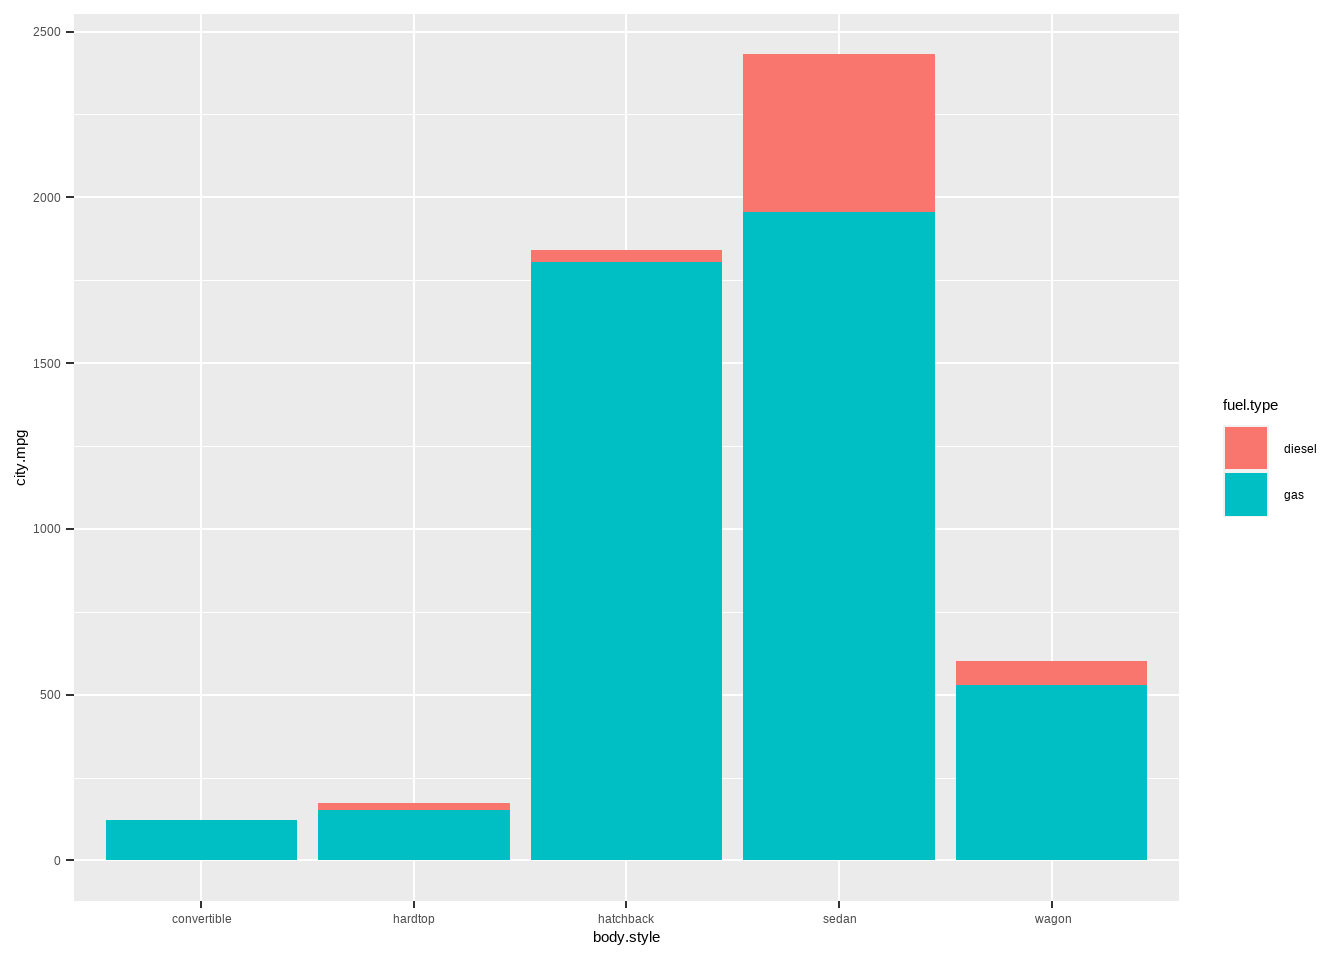 2500
2000
1500
1000
500
0
city.mpg
convertible hardtop hatchback sedan wagon
body.style
fuel.type
diesel
gas